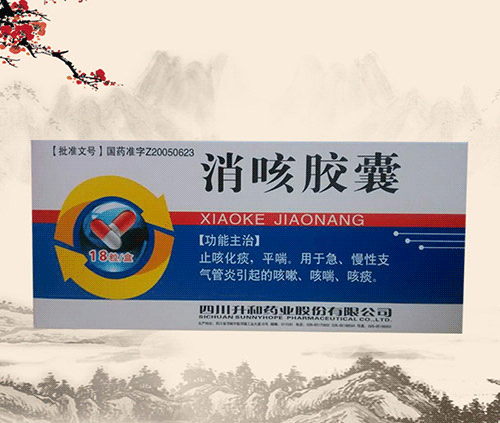 【批准文号】国药准字Z20050623
消咳胶囊
XIAOKE JIAONANG
【功能主治】
止咳化痰，平喘。用于急、慢性支
气管炎引起的咳嗽、咳喘、咳痰。
18粒/盒
四川升和药业股份有限公司
SICHUAN SUNNYHOPE PHARMACEUTICAL CO.,LTD.